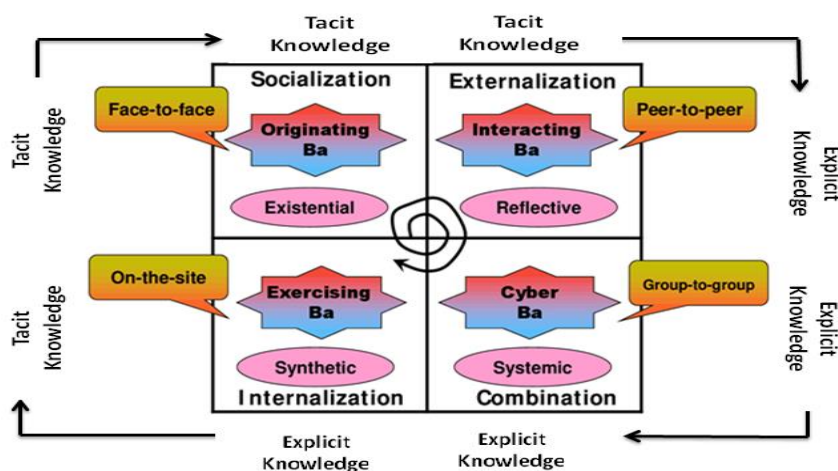 Tacit
Knowledge
Tacit
Knowledge
Socialization
Externalization
Face-to-face
Originating
Ba
Interacting
Ba
Peer-to-peer
Tacit
Knowledge
Explicit
Knowledge
Existential
Reflective
On-the-site
Exercising
Ba
Cyber
Ba
Group-to-group
Tacit
Knowledge
Explicit
Knowledge
Synthetic
Systemic
Internalization
Combination
Explicit
Knowledge
Explicit
Knowledge